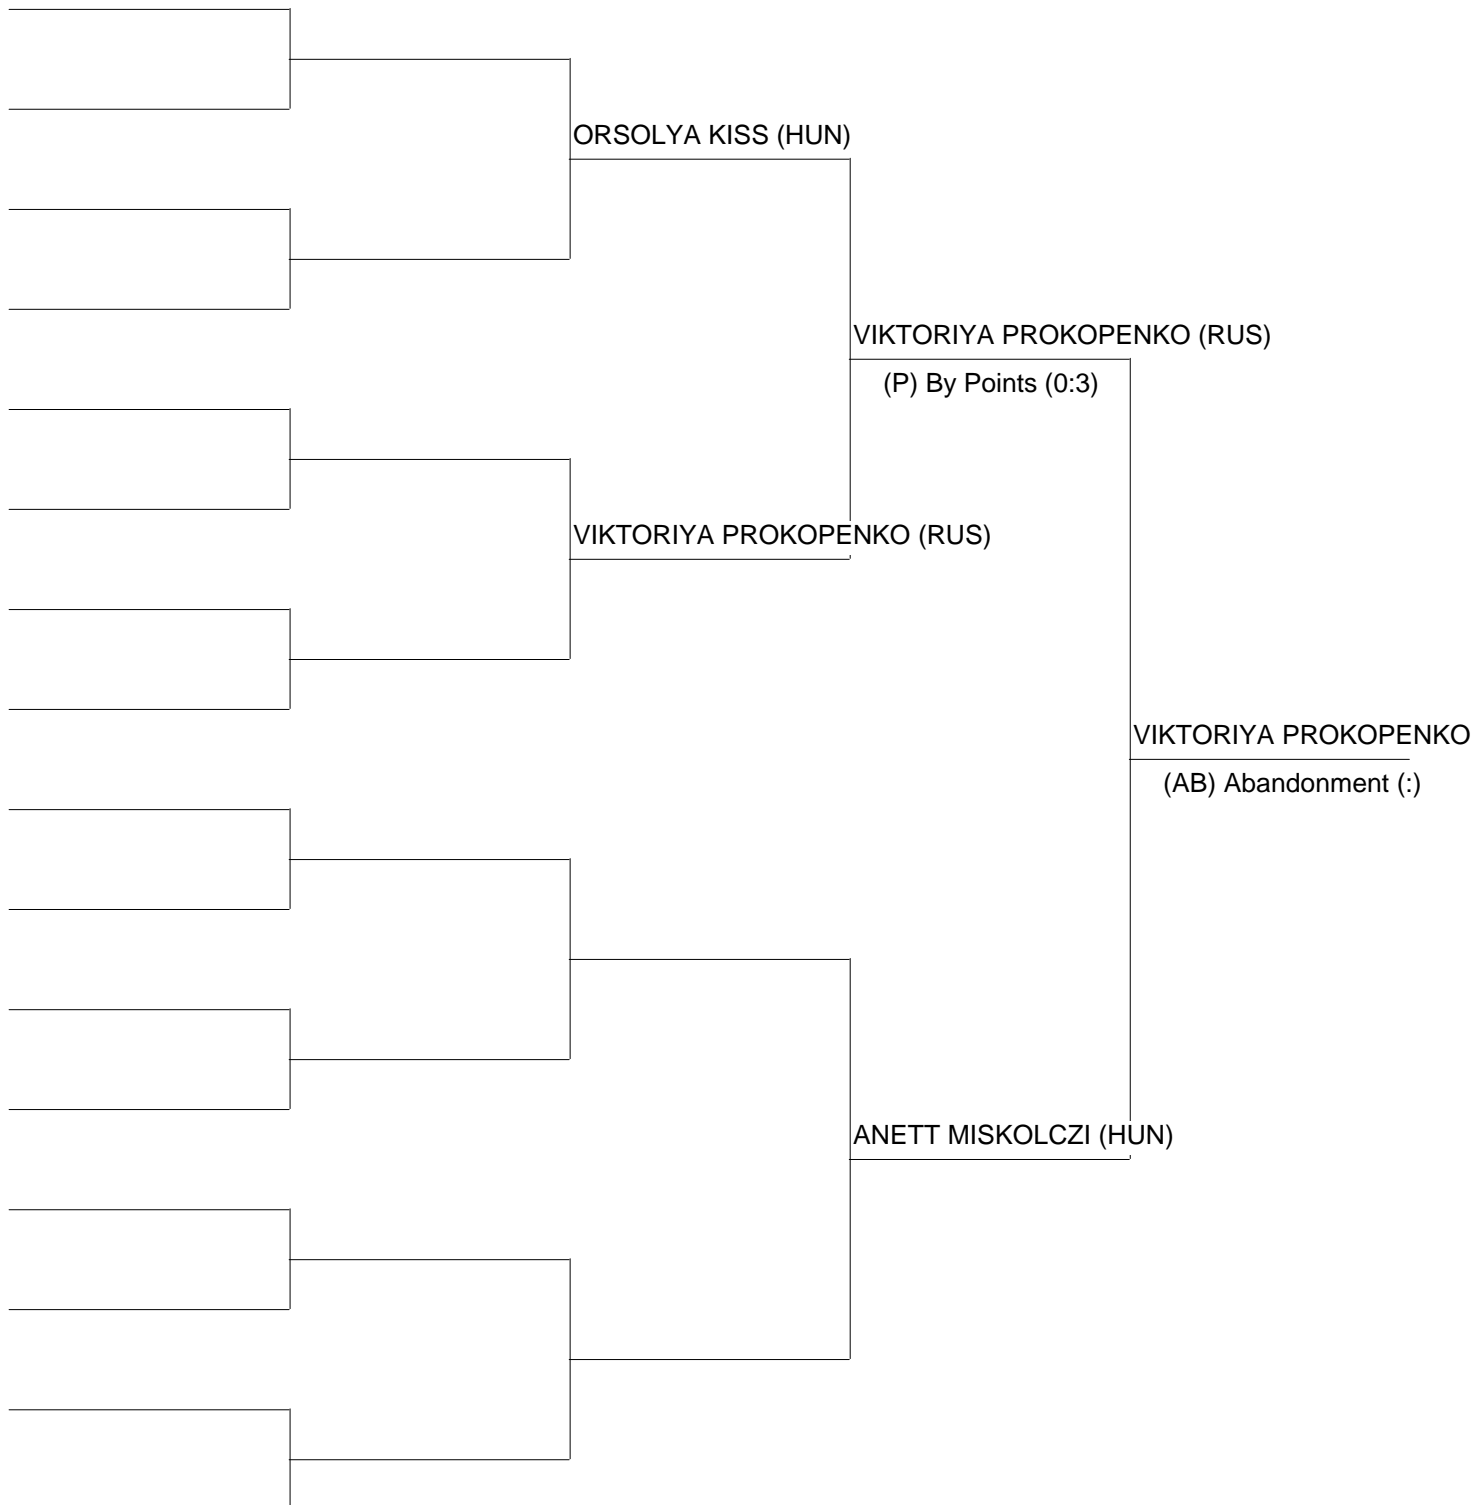 ORSOLYA KISS (HUN)
VIKTORIYA PROKOPENKO (RUS)
(P) By Points (0:3)
VIKTORIYA PROKOPENKO (RUS)
VIKTORIYA PROKOPENKO
(AB) Abandonment (:)
ANETT MISKOLCZI (HUN)